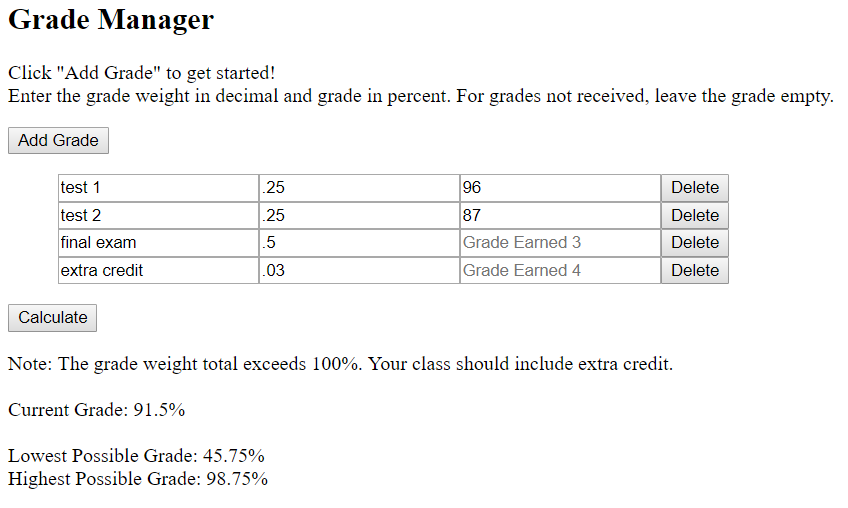 Grade Manager
Click "Add Grade" to get started!
Enter the grade weight in decimal and grade in percent. For grades not received, leave the grade empty.
Add Grade
test 1 .25 96 Delete
test 2 .25 87 Delete
final exam .5 Grade Earned 3 Delete
extra credit .03 Grade Earned 4 Delete
Calculate
Note: The grade weight total exceeds 100%. Your class should include extra credit.
Current Grade: 91.5%
Lowest Possible Grade: 45.75%
Highest Possible Grade: 98.75%